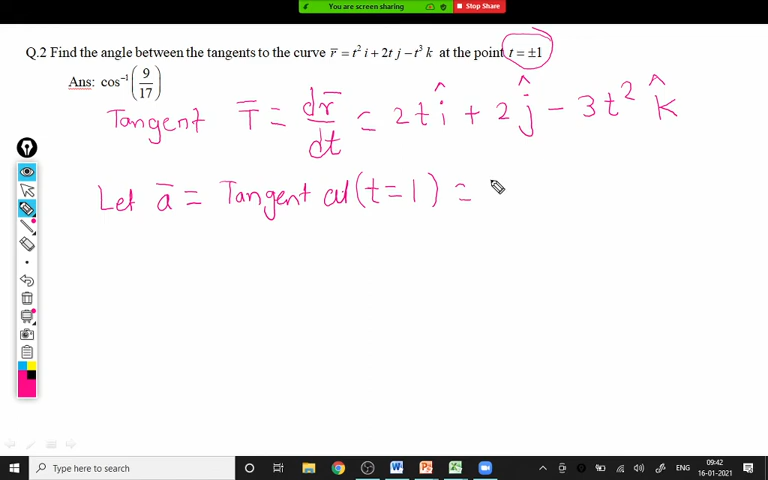 You are screen sharing Stop Share
Q.2 Find the angle between the tangents to the curve r̅ = t² i + 2t j − t³ k at the point t = ±1
Ans: cos⁻¹ (9/17)
Tangent T̅ = dr̅/dt = 2t î + 2 ĵ − 3t² k̂
Let a̅ = Tangent at (t = 1) =
Type here to search
ENG
09:42
16-01-2021